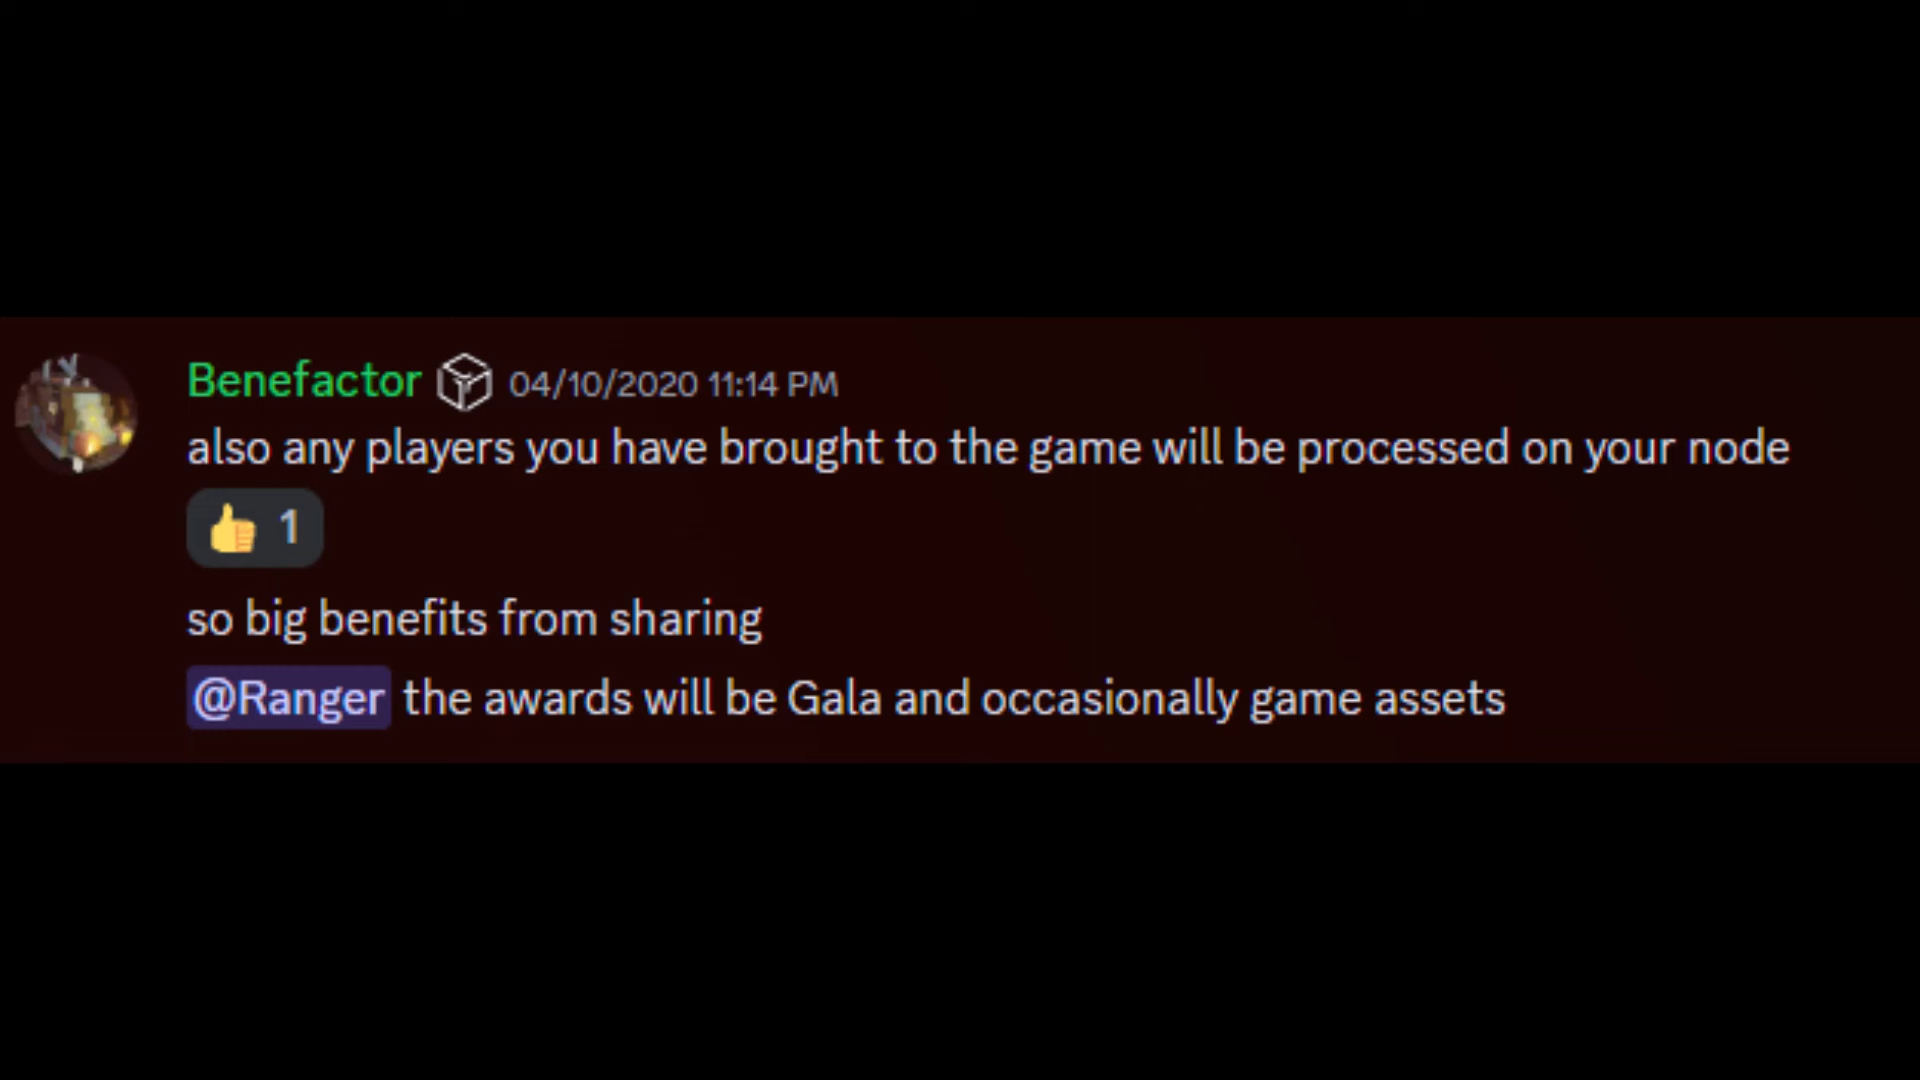 Benefactor 04/10/2020 11:14 PM
also any players you have brought to the game will be processed on your node
👍 1
so big benefits from sharing
@Ranger the awards will be Gala and occasionally game assets